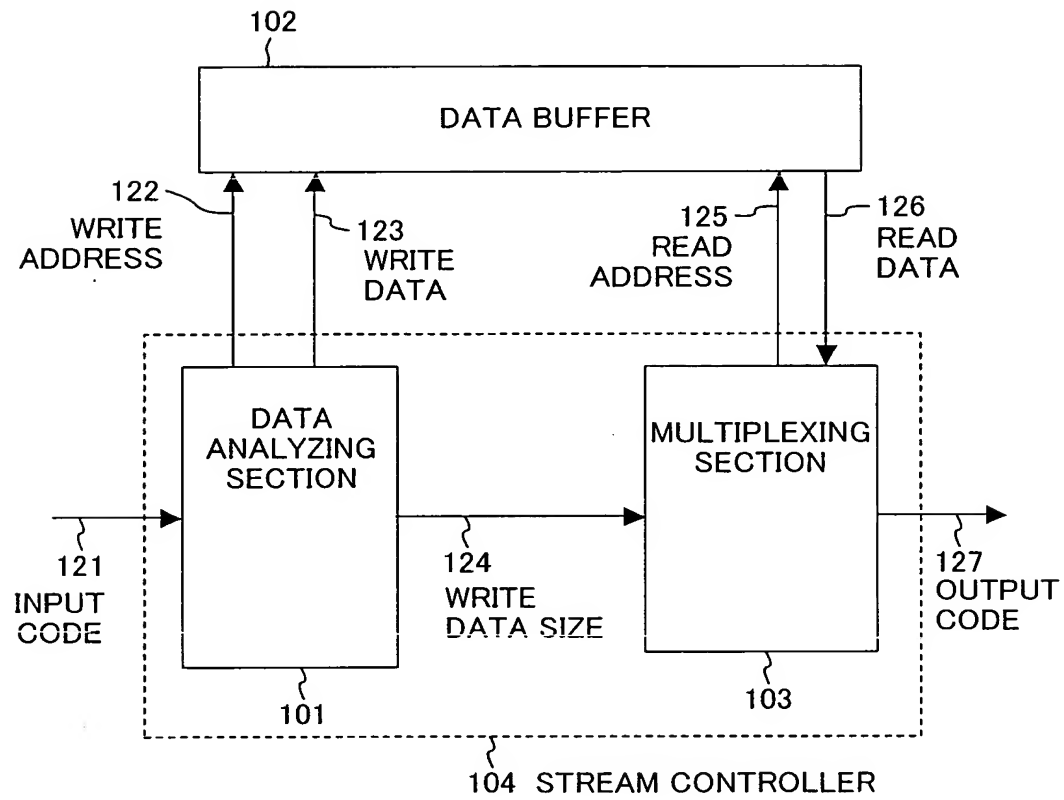 102
DATA BUFFER
122
WRITE
ADDRESS
123
WRITE
DATA
125
READ
ADDRESS
126
READ
DATA
DATA
ANALYZING
SECTION
MULTIPLEXING
SECTION
121
INPUT
CODE
124
WRITE
DATA SIZE
127
OUTPUT
CODE
101
103
104 STREAM CONTROLLER